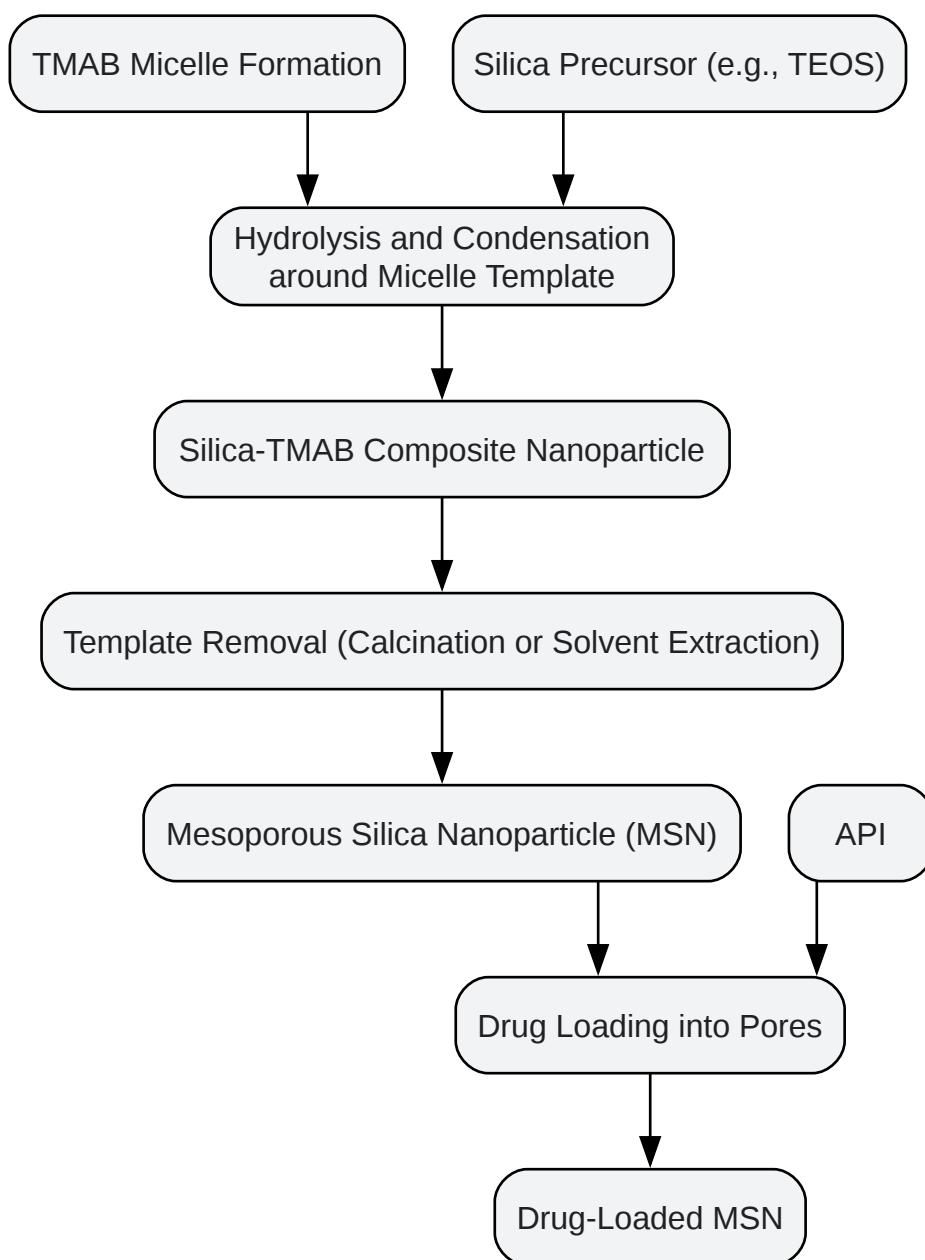 TMAB Micelle Formation
Silica Precursor (e.g., TEOS)
Hydrolysis and Condensation
around Micelle Template
Silica-TMAB Composite Nanoparticle
Template Removal (Calcination or Solvent Extraction)
Mesoporous Silica Nanoparticle (MSN)
API
Drug Loading into Pores
Drug-Loaded MSN